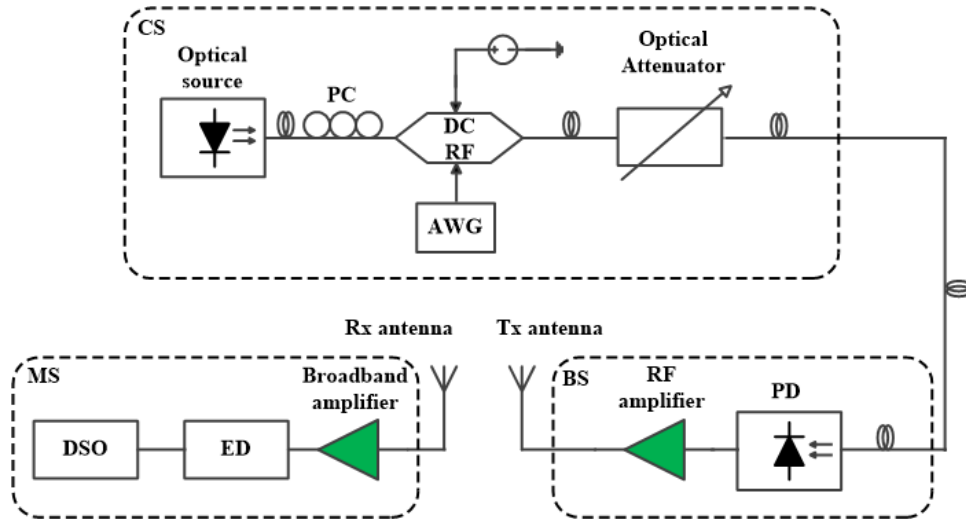 CS
Optical
source
PC
DC
RF
AWG
Optical
Attenuator
Rx antenna
Tx antenna
MS
Broadband
amplifier
DSO
ED
BS
RF
amplifier
PD